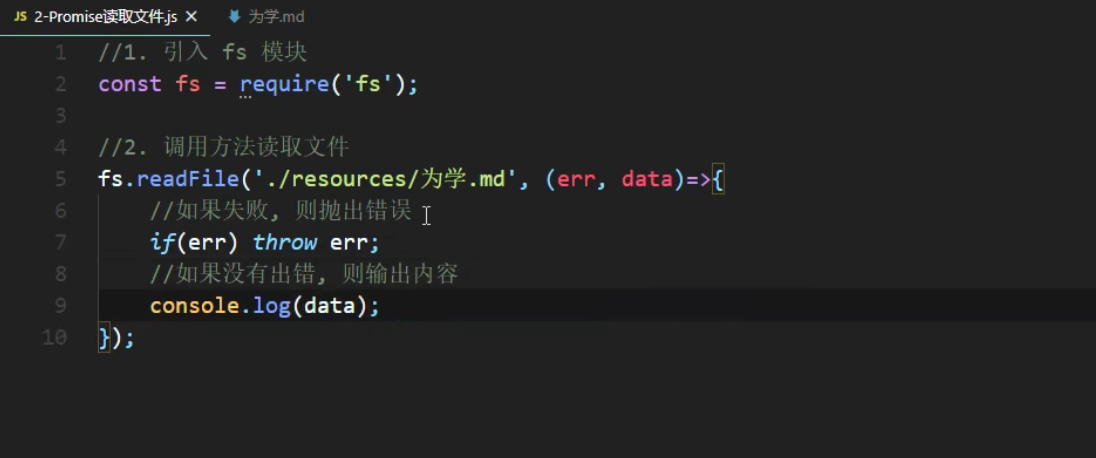 JS 2-Promise读取文件.js × 为学.md
1 //1. 引入 fs 模块
2 const fs = require('fs');
3
4 //2. 调用方法读取文件
5 fs.readFile('./resources/为学.md', (err, data)=>{
6 //如果失败, 则抛出错误
7 if(err) throw err;
8 //如果没有出错, 则输出内容
9 console.log(data);
10 });